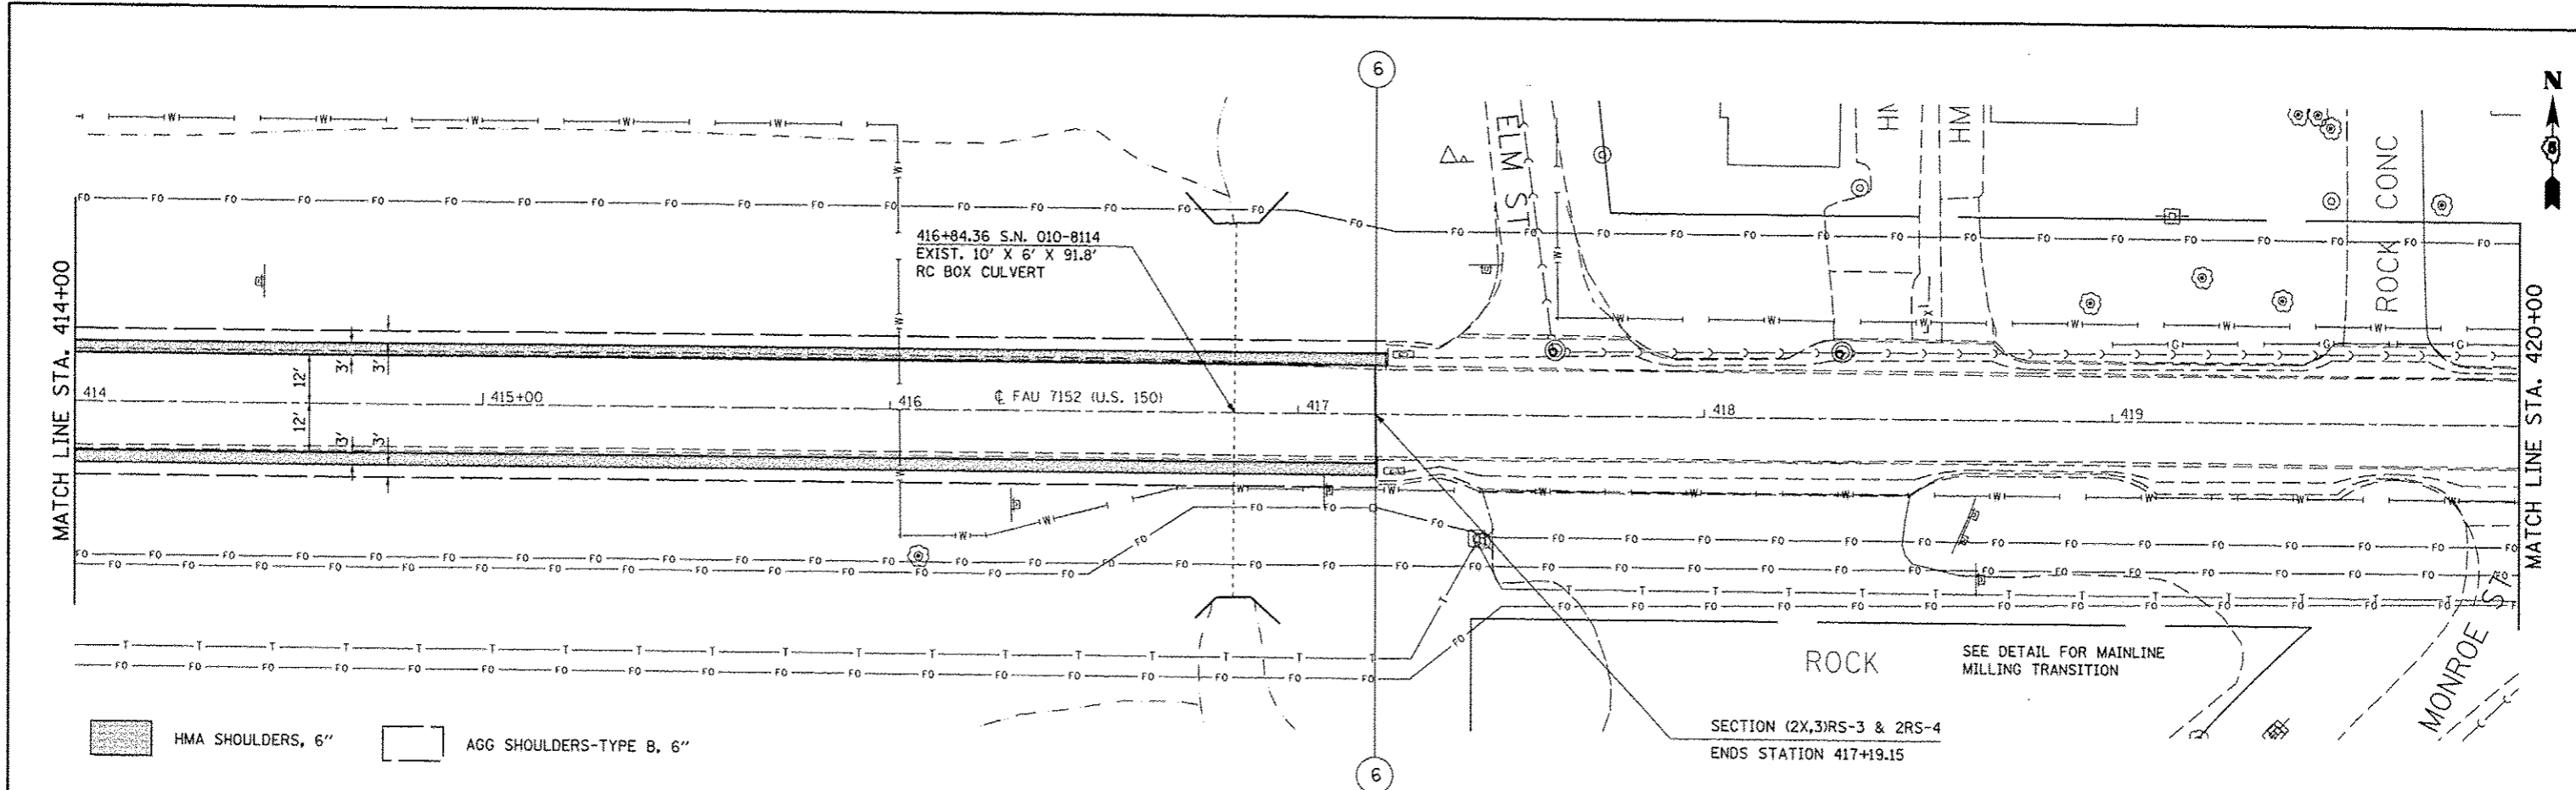 6
N
ELM ST
HM
HM
ROCK CONC
416+84.36 S.N. 010-8114
EXIST. 10' X 6' X 91.8'
RC BOX CULVERT
MATCH LINE STA. 414+00
MATCH LINE STA. 420+00
12'
3'
3'
12'
3'
3'
414
415+00
416
℄ FAU 7152 (U.S. 150)
417
418
419
W
FO
T
G
ROCK
SEE DETAIL FOR MAINLINE
MILLING TRANSITION
MONROE ST
SECTION (2X,3)RS-3 & 2RS-4
ENDS STATION 417+19.15
HMA SHOULDERS, 6"
AGG SHOULDERS-TYPE B, 6"
6